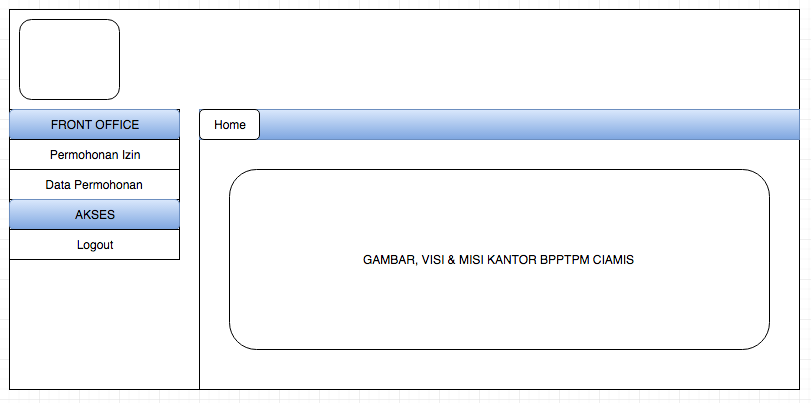 FRONT OFFICE
Permohonan Izin
Data Permohonan
AKSES
Logout
Home
GAMBAR, VISI & MISI KANTOR BPPTPM CIAMIS